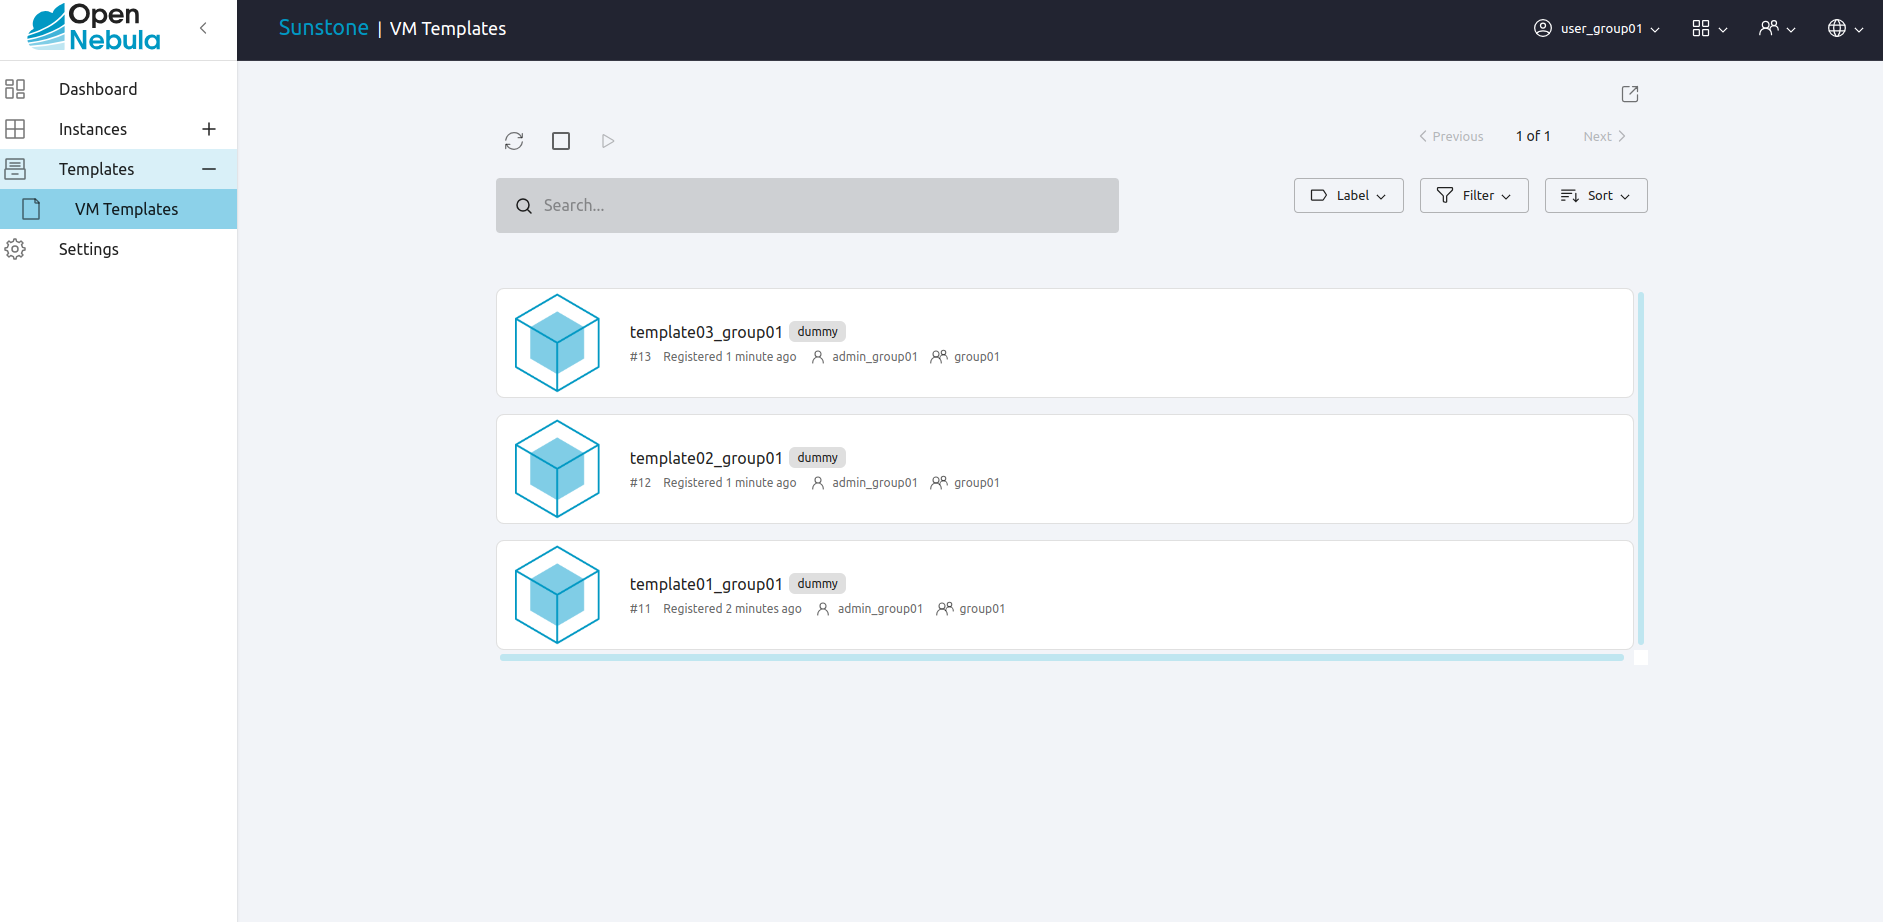 Open
Nebula
Sunstone | VM Templates
user_group01
Dashboard
Instances
Templates
VM Templates
Settings
Previous 1 of 1 Next
Search...
Label
Filter
Sort
template03_group01 dummy
#13 Registered 1 minute ago admin_group01 group01
template02_group01 dummy
#12 Registered 1 minute ago admin_group01 group01
template01_group01 dummy
#11 Registered 2 minutes ago admin_group01 group01